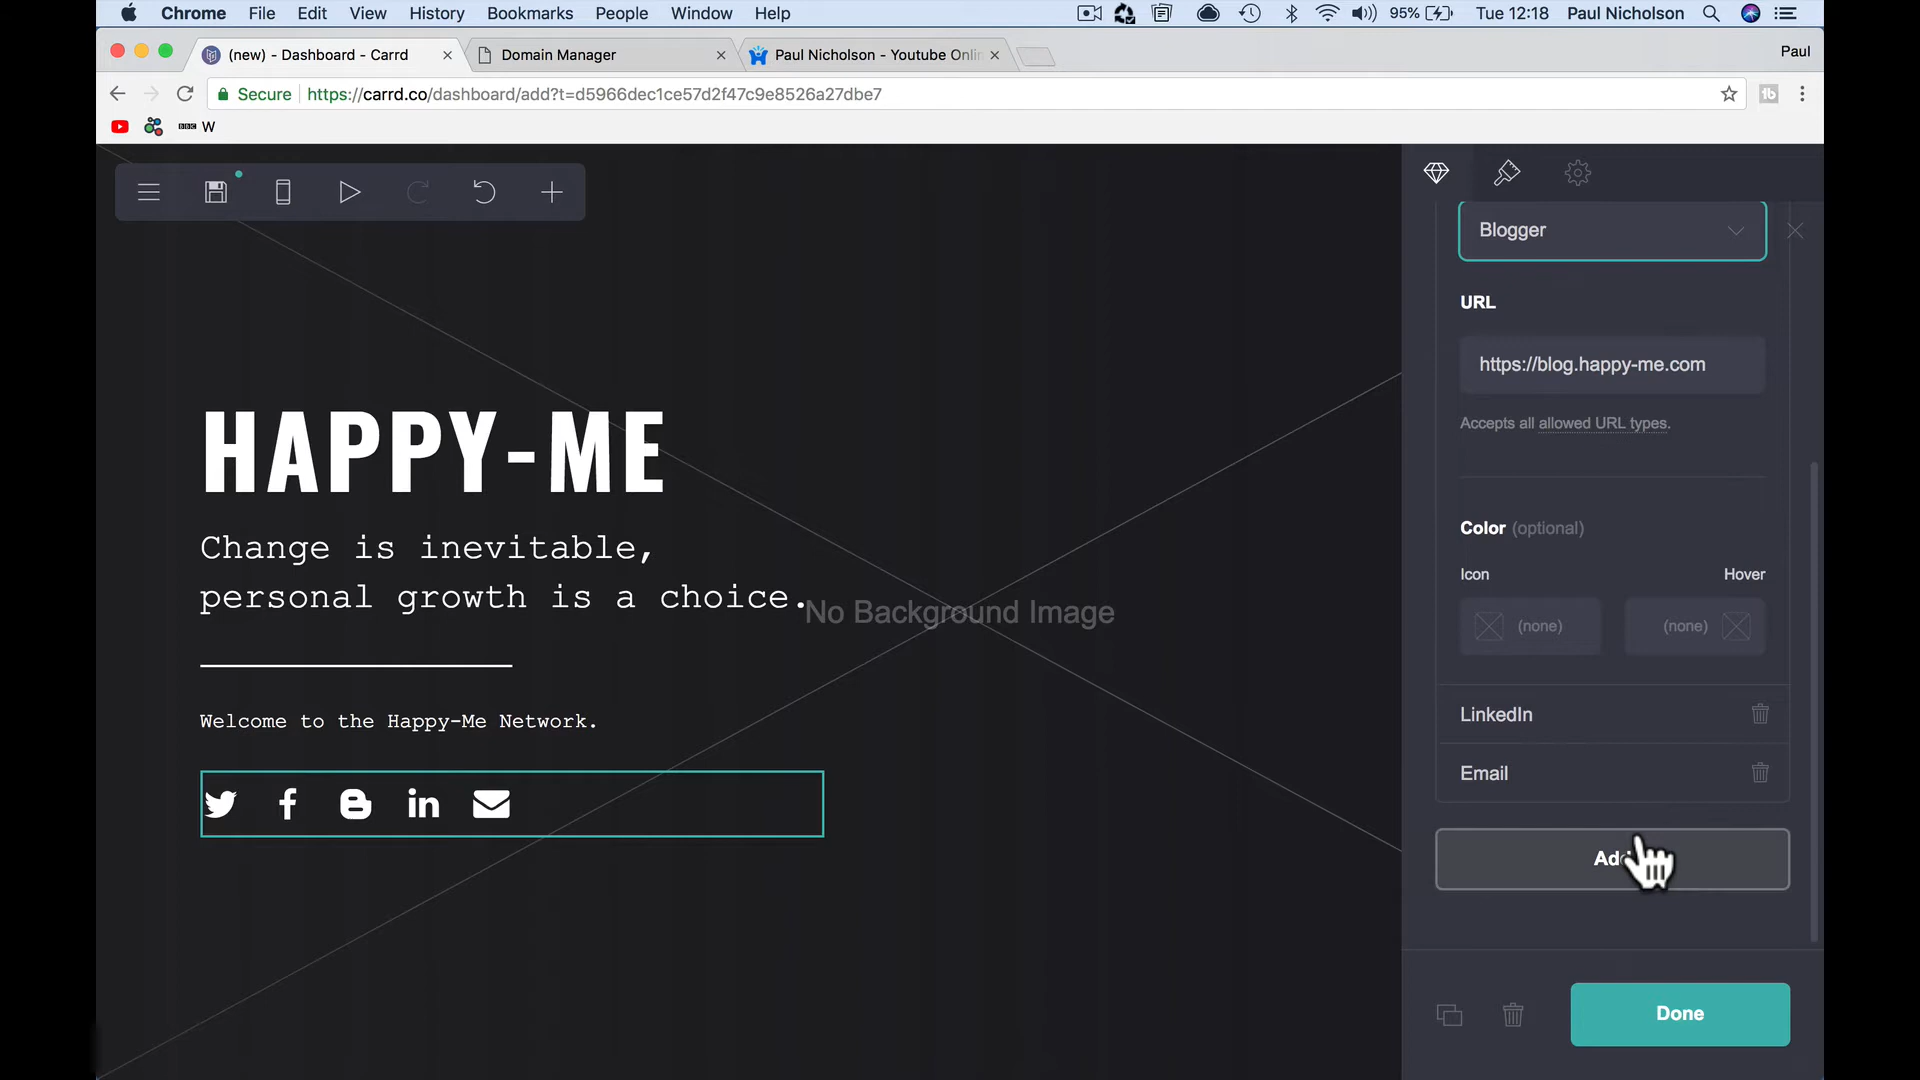 Chrome File Edit View History Bookmarks People Window Help 95% Tue 12:18 Paul Nicholson
(new) - Dashboard - Carrd Domain Manager Paul Nicholson - Youtube Onli Paul
Secure https://carrd.co/dashboard/add?t=d5966dec1ce57d2f47c9e8526a27dbe7
BBC W
HAPPY-ME
Change is inevitable,
personal growth is a choice.
No Background Image
Welcome to the Happy-Me Network.
Blogger
URL
https://blog.happy-me.com
Accepts all allowed URL types.
Color (optional)
Icon Hover
(none) (none)
LinkedIn
Email
Add
Done